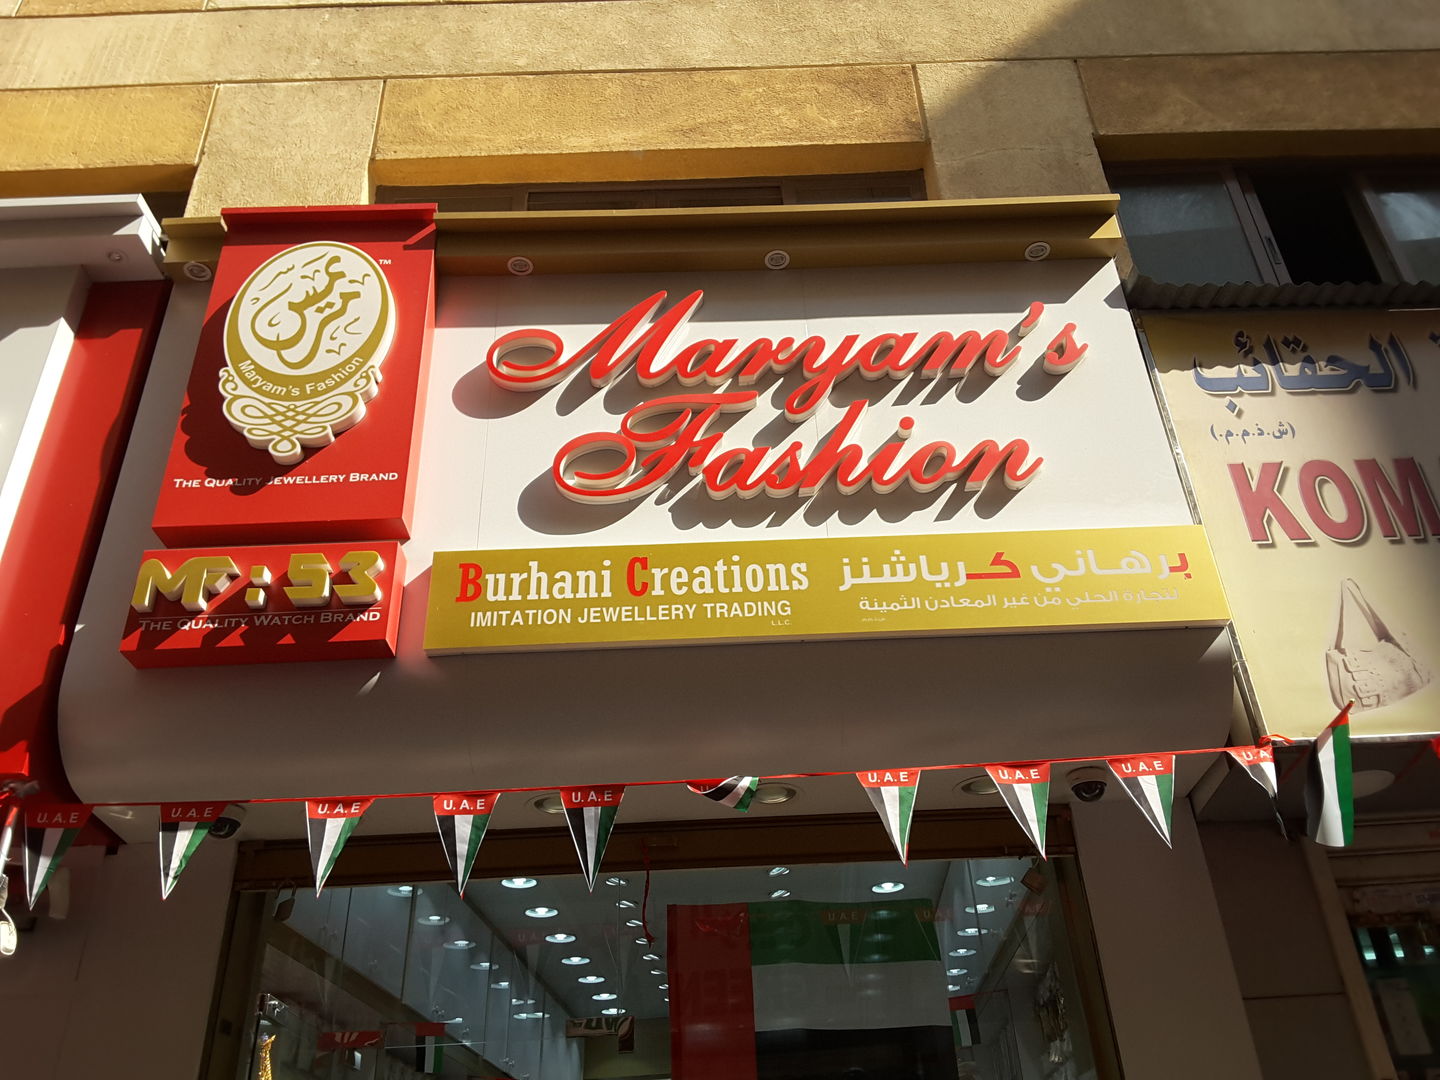 TM
Maryam's Fashion
THE QUALITY JEWELLERY BRAND
MF:53
THE QUALITY WATCH BRAND
Maryam's
Fashion
Burhani Creations
IMITATION JEWELLERY TRADING
L.L.C.
برهاني كرياشنز
لتجارة الحلي من غير المعادن الثمينة
الحقائب
(ش.ذ.م.م.)
KOM
U.A.E
U.A.E
U.A.E
U.A.E
U.A.E
U.A.E
U.A.E
U.A.E
U.A